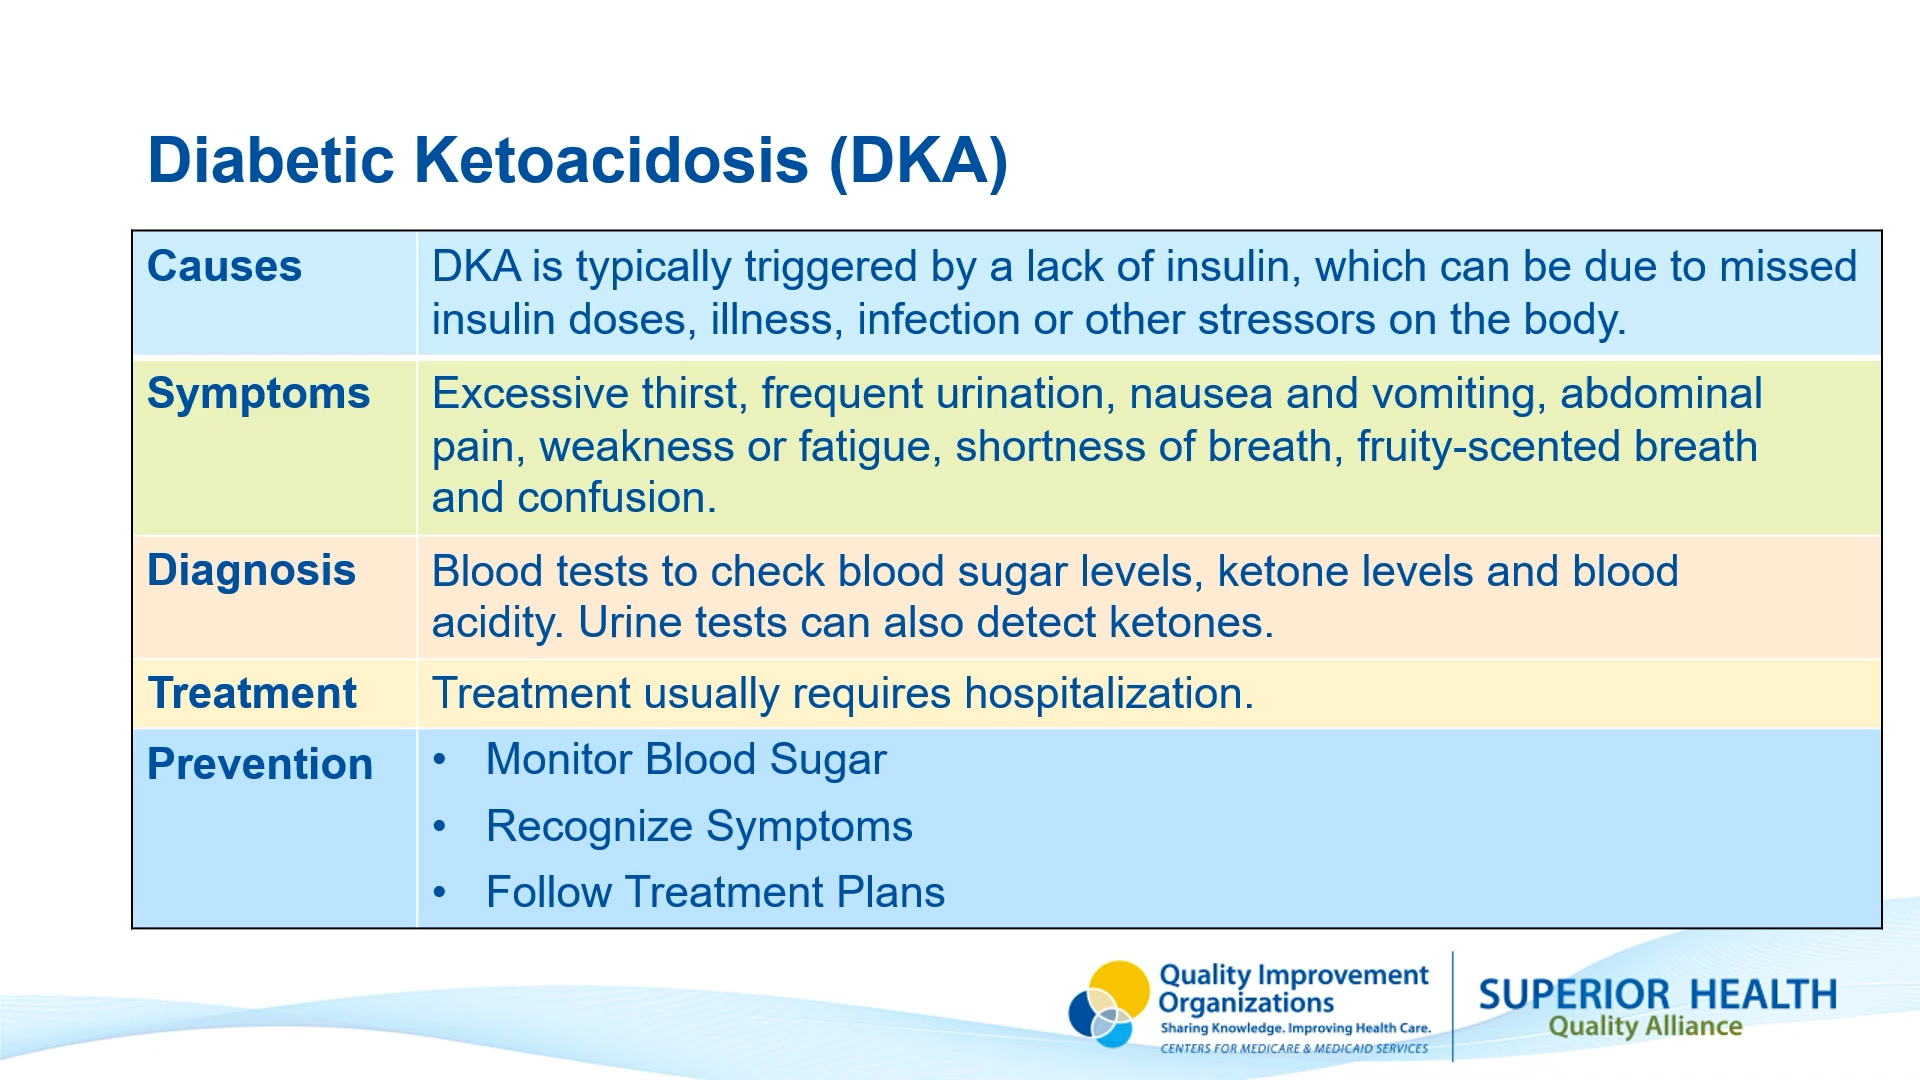 Diabetic Ketoacidosis (DKA)
Causes
DKA is typically triggered by a lack of insulin, which can be due to missed
insulin doses, illness, infection or other stressors on the body.
Symptoms
Excessive thirst, frequent urination, nausea and vomiting, abdominal
pain, weakness or fatigue, shortness of breath, fruity-scented breath
and confusion.
Diagnosis
Blood tests to check blood sugar levels, ketone levels and blood
acidity. Urine tests can also detect ketones.
Treatment
Treatment usually requires hospitalization.
Prevention
• Monitor Blood Sugar
• Recognize Symptoms
• Follow Treatment Plans
Quality Improvement
Organizations
Sharing Knowledge. Improving Health Care.
CENTERS FOR MEDICARE & MEDICAID SERVICES
SUPERIOR HEALTH
Quality Alliance